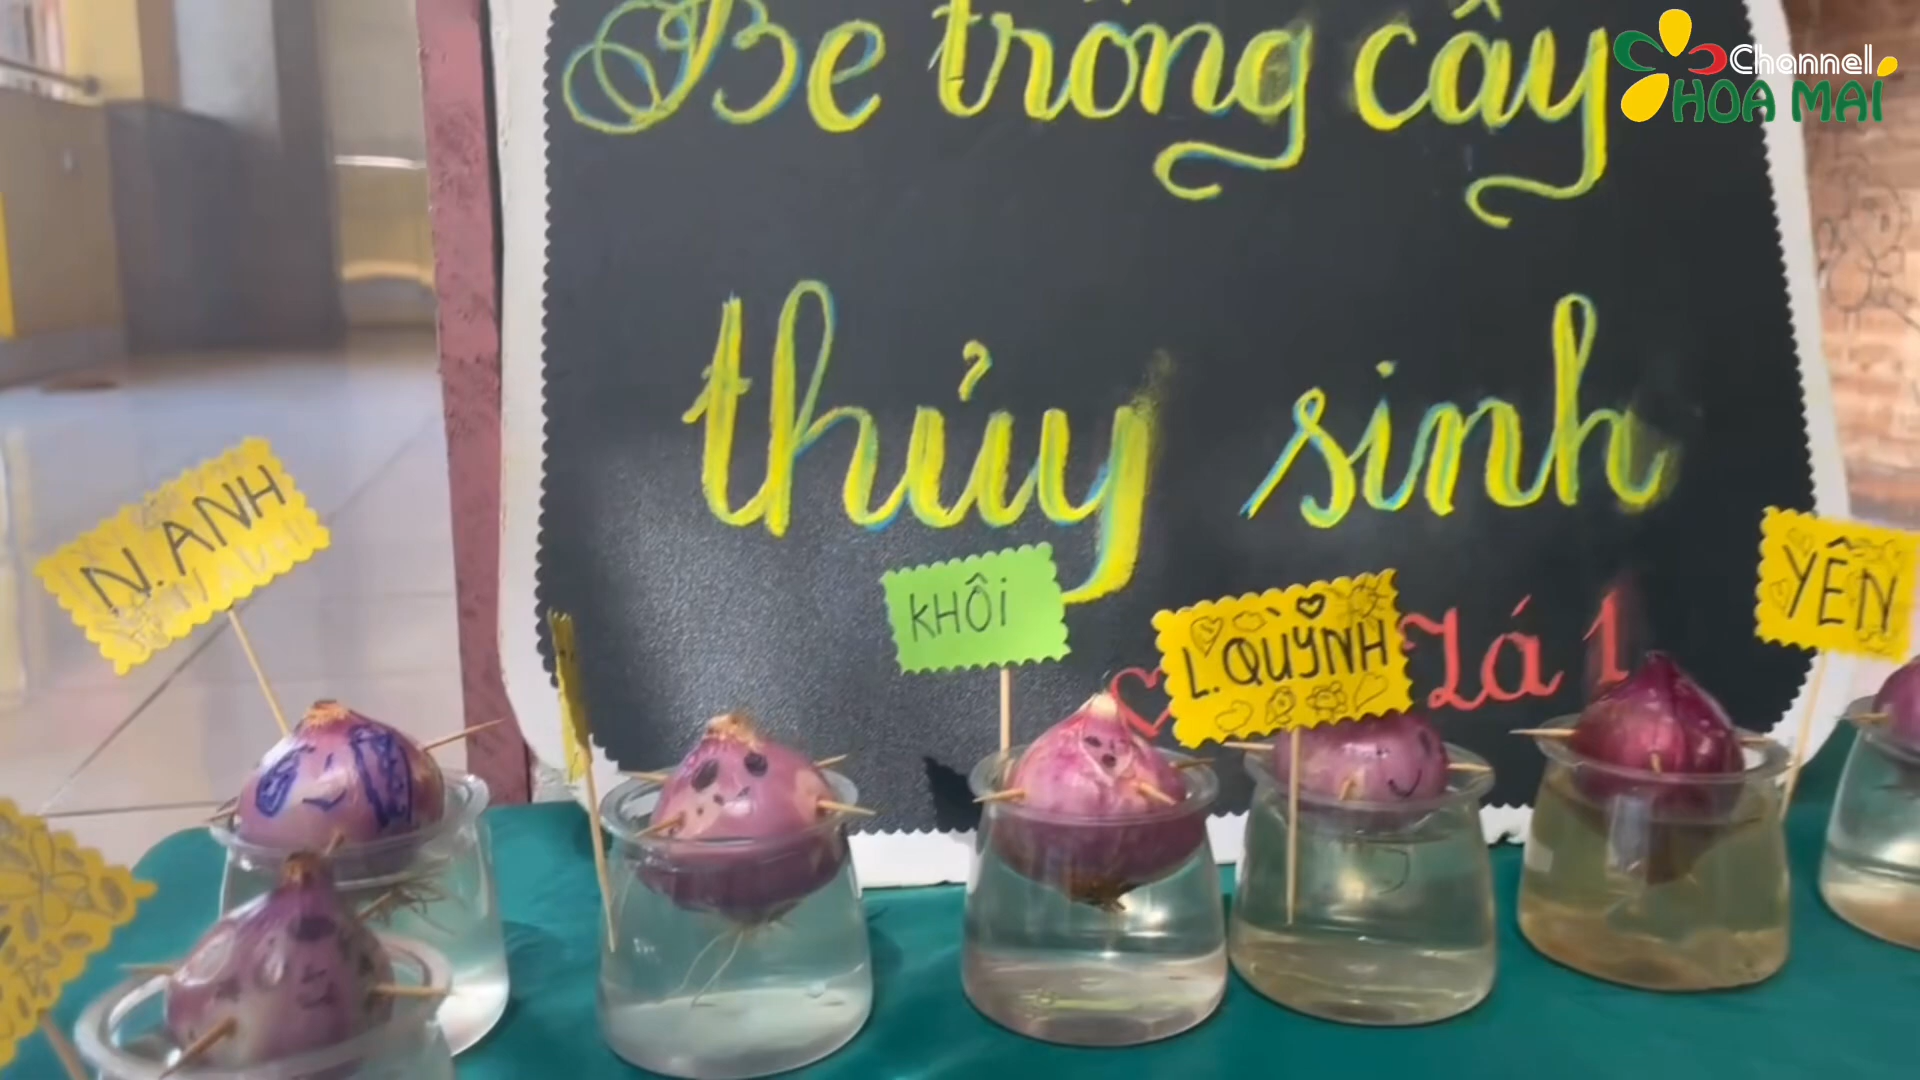 Bé trồng cây
thủy sinh
Lá 1
N.ANH
KHÔI
L.QUỲNH
YẾN
Channel
HOA MAI